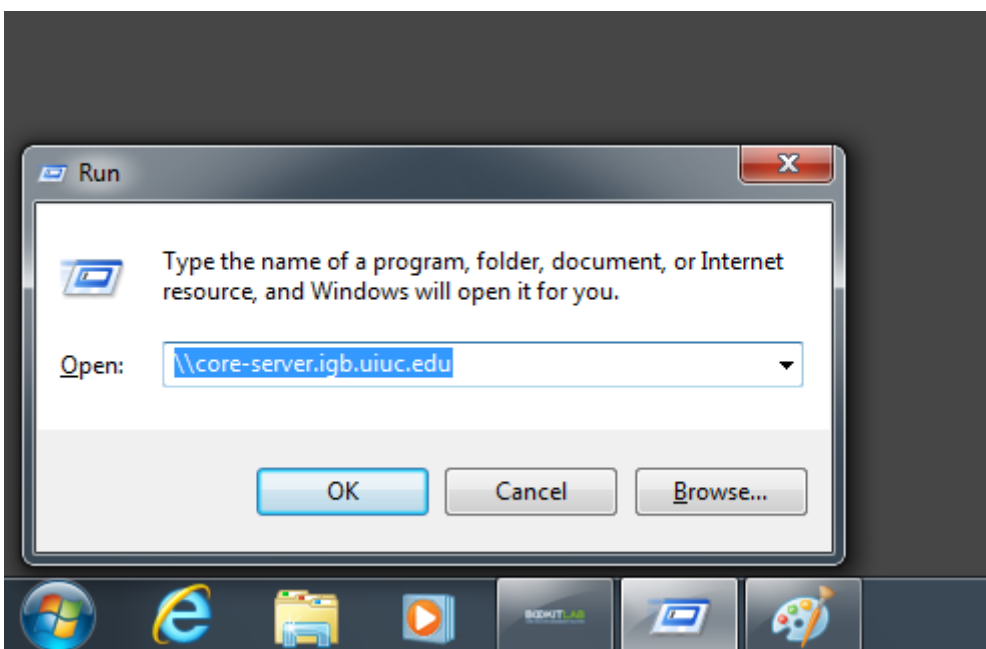 Run
Type the name of a program, folder, document, or Internet
resource, and Windows will open it for you.
Open: \\core-server.igb.uiuc.edu
OK Cancel Browse...
BOOKITLAB